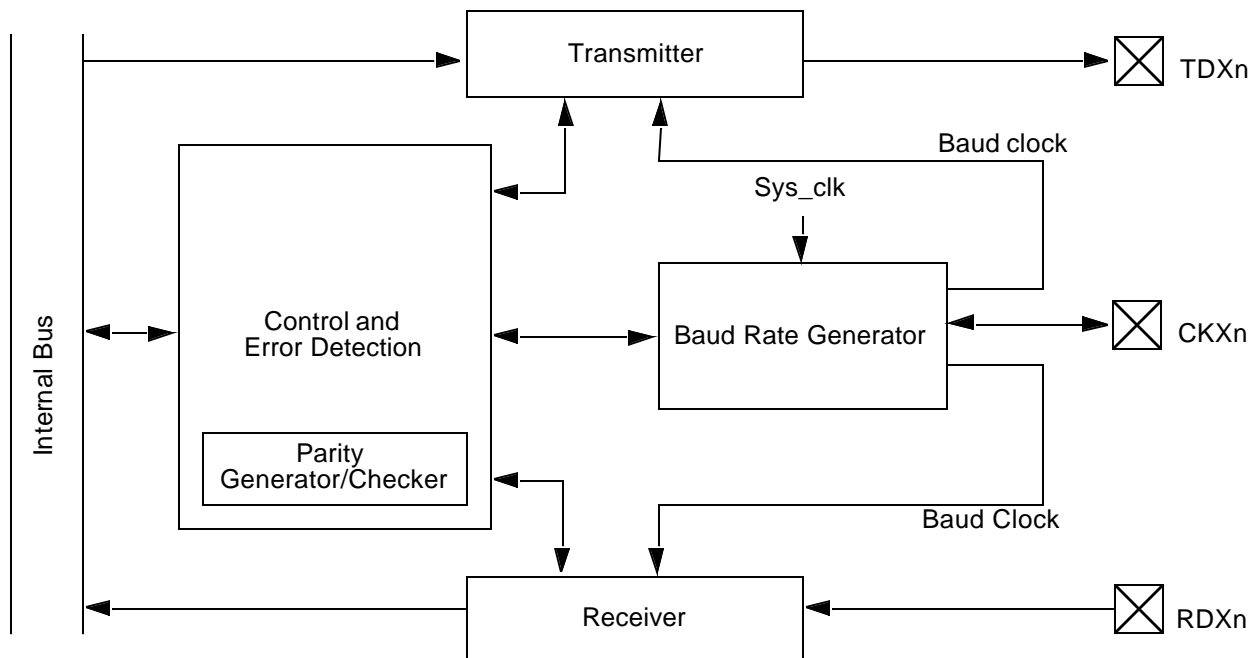 Transmitter
TDXn
Baud clock
Sys_clk
Internal Bus
Control and
Error Detection
Baud Rate Generator
CKXn
Parity
Generator/Checker
Baud Clock
Receiver
RDXn